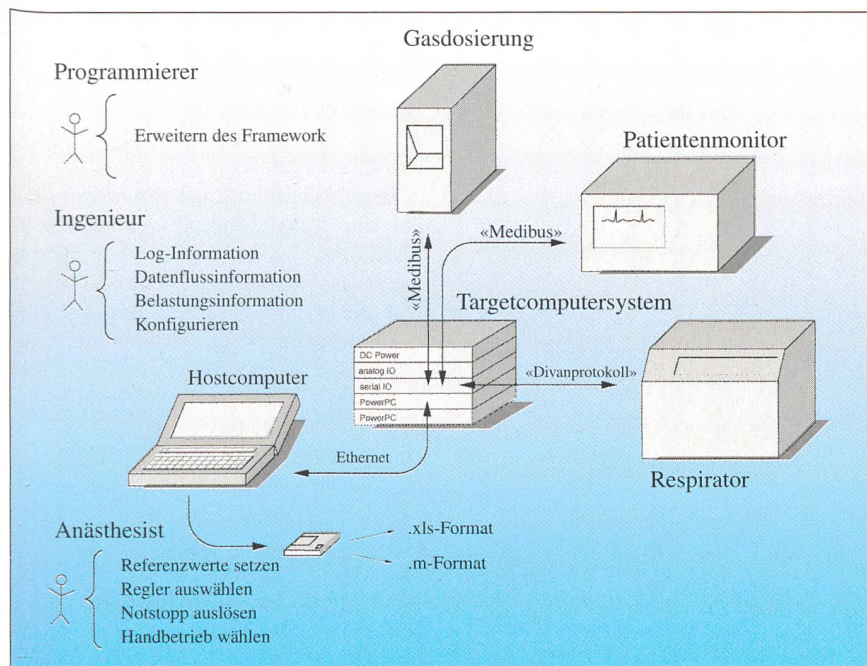 Gasdosierung
Programmierer
Erweitern des Framework
Patientenmonitor
Ingenieur
Log-Information
Datenflussinformation
Belastungsinformation
Konfigurieren
«Medibus»
«Medibus»
Targetcomputersystem
DC Power
analog IO
serial IO
PowerPC
PowerPC
«Divanprotokoll»
Hostcomputer
Ethernet
Respirator
Anästhesist
Referenzwerte setzen
Regler auswählen
Notstopp auslösen
Handbetrieb wählen
.xls-Format
.m-Format